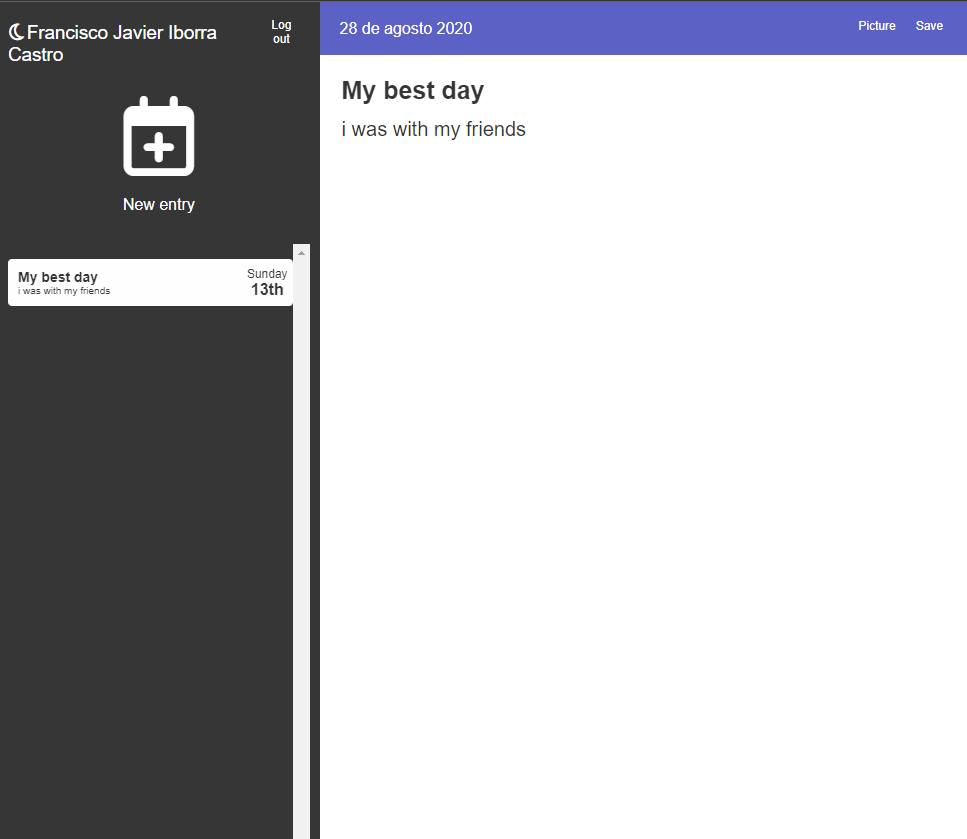 Francisco Javier Iborra
Castro
Log
out
New entry
My best day
i was with my friends
Sunday
13th
28 de agosto 2020
Picture
Save
My best day
i was with my friends